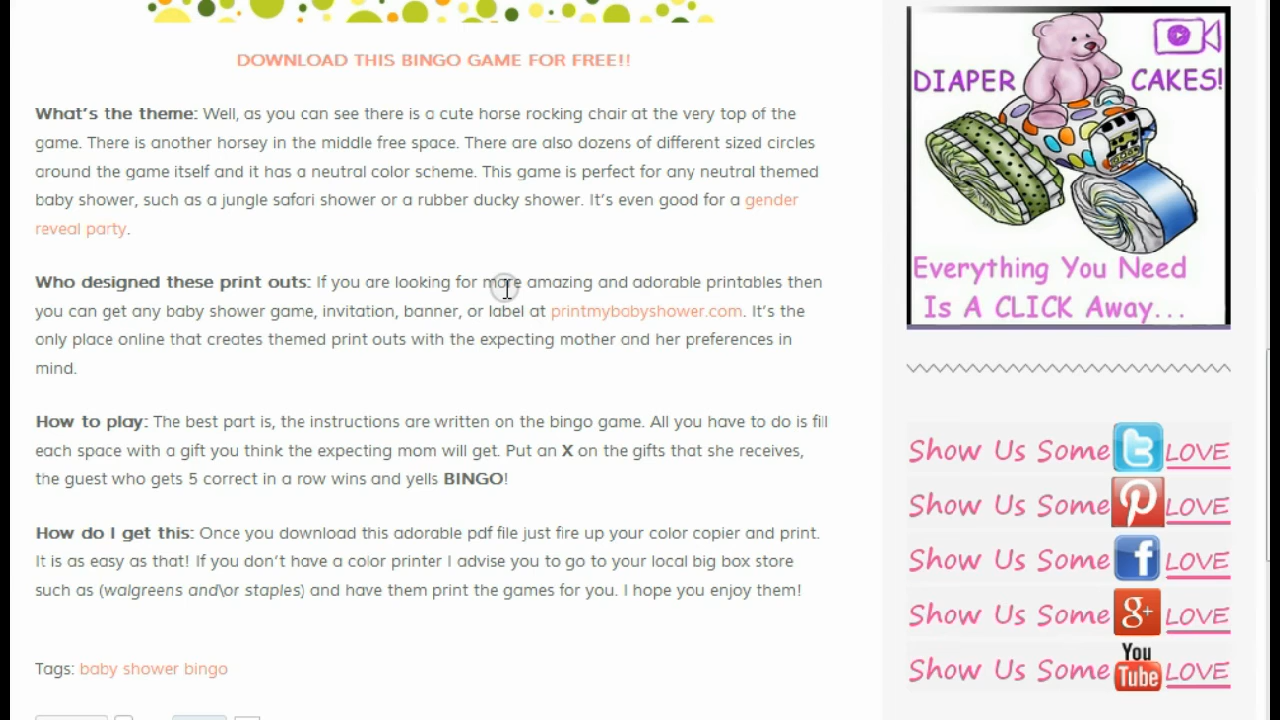 DOWNLOAD THIS BINGO GAME FOR FREE!!
What's the theme: Well, as you can see there is a cute horse rocking chair at the very top of the
game. There is another horsey in the middle free space. There are also dozens of different sized circles
around the game itself and it has a neutral color scheme. This game is perfect for any neutral themed
baby shower, such as a jungle safari shower or a rubber ducky shower. It's even good for a gender
reveal party.
Who designed these print outs: If you are looking for more amazing and adorable printables then
you can get any baby shower game, invitation, banner, or label at printmybabyshower.com. It's the
only place online that creates themed print outs with the expecting mother and her preferences in
mind.
How to play: The best part is, the instructions are written on the bingo game. All you have to do is fill
each space with a gift you think the expecting mom will get. Put an X on the gifts that she receives,
the guest who gets 5 correct in a row wins and yells BINGO!
How do I get this: Once you download this adorable pdf file just fire up your color copier and print.
It is as easy as that! If you don't have a color printer I advise you to go to your local big box store
such as (walgreens and\or staples) and have them print the games for you. I hope you enjoy them!
Tags: baby shower bingo
DIAPER CAKES!
Everything You Need
Is A CLICK Away...
Show Us Some t LOVE
Show Us Some P LOVE
Show Us Some f LOVE
Show Us Some g+ LOVE
Show Us Some You Tube LOVE